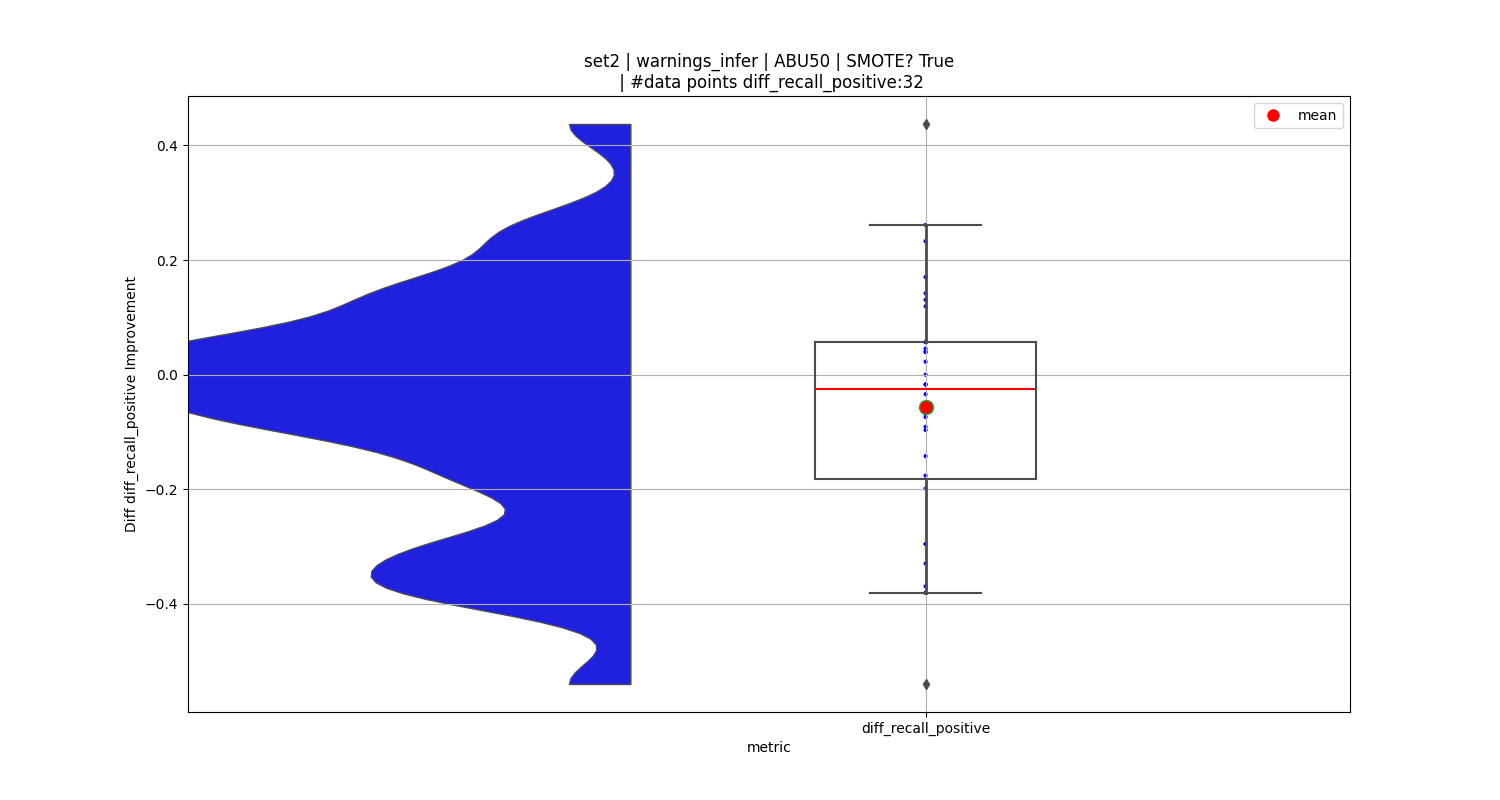 set2 | warnings_infer | ABU50 | SMOTE? True
| #data points diff_recall_positive:32
mean
0.4
0.2
0.0
−0.2
−0.4
Diff diff_recall_positive Improvement
diff_recall_positive
metric